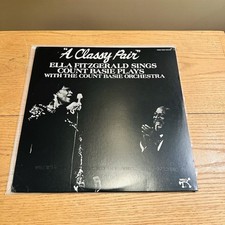 "A Classy Pair"
ELLA FITZGERALD SINGS
COUNT BASIE PLAYS
WITH THE COUNT BASIE ORCHESTRA